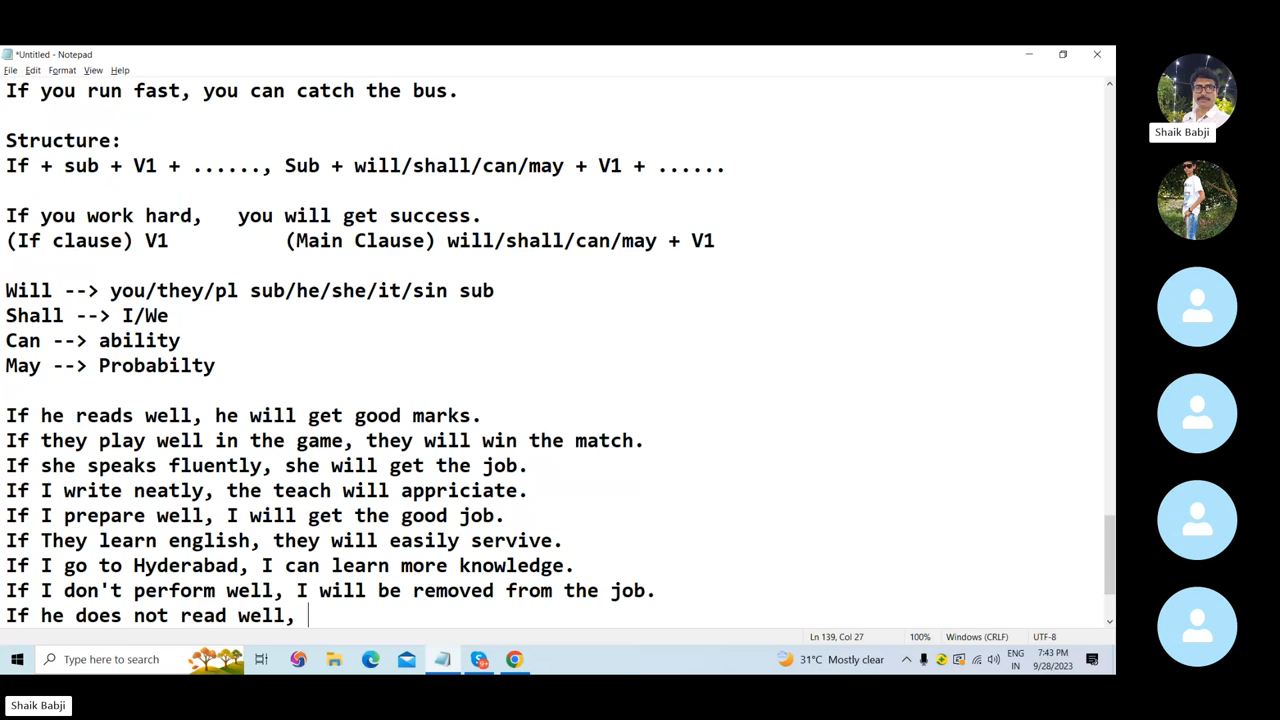 *Untitled - Notepad
File Edit Format View Help
If you run fast, you can catch the bus.
Structure:
If + sub + V1 + ......, Sub + will/shall/can/may + V1 + ......
If you work hard, you will get success.
(If clause) V1 (Main Clause) will/shall/can/may + V1
Will --> you/they/pl sub/he/she/it/sin sub
Shall --> I/We
Can --> ability
May --> Probabilty
If he reads well, he will get good marks.
If they play well in the game, they will win the match.
If she speaks fluently, she will get the job.
If I write neatly, the teach will appriciate.
If I prepare well, I will get the good job.
If They learn english, they will easily servive.
If I go to Hyderabad, I can learn more knowledge.
If I don't perform well, I will be removed from the job.
If he does not read well,
Ln 139, Col 27 100% Windows (CRLF) UTF-8
Type here to search
31°C Mostly clear
ENG
IN
7:43 PM
9/28/2023
Shaik Babji
Shaik Babji